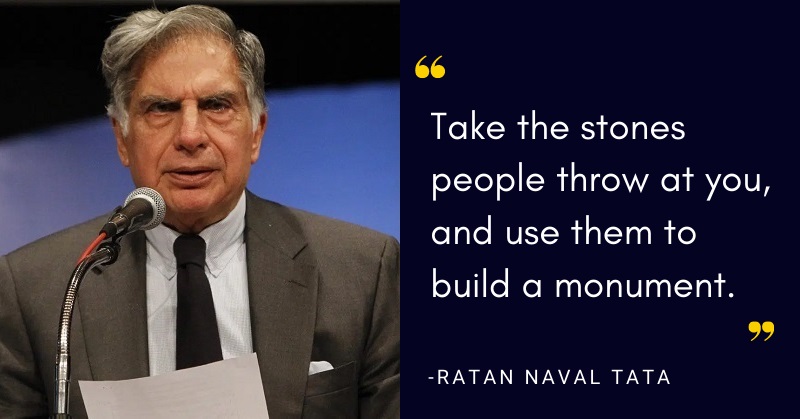 “
Take the stones
people throw at you,
and use them to
build a monument.
”
-RATAN NAVAL TATA